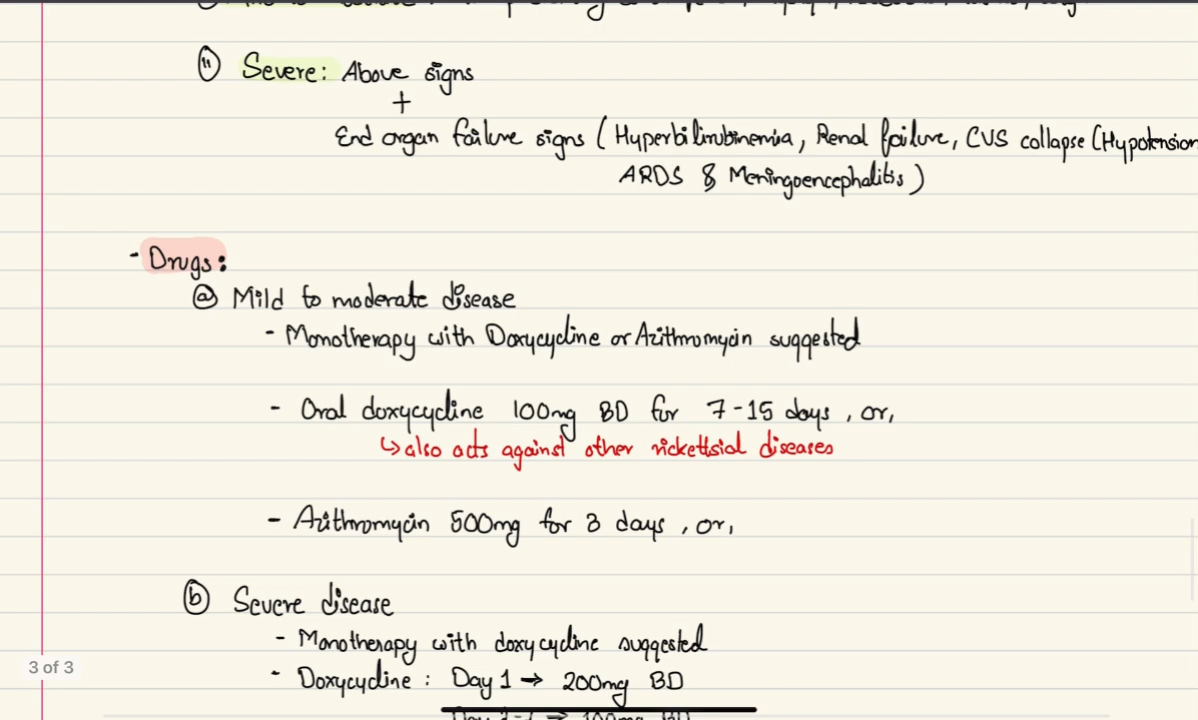 (ii) Severe: Above signs
+
End organ failure signs (Hyperbilirubinemia, Renal failure, CVS collapse (Hypotension
ARDS & Meningoencephalitis)
- Drugs:
(a) Mild to moderate disease
- Monotherapy with Doxycycline or Azithromycin suggested
- Oral doxycycline 100mg BD for 7-15 days, or,
↳ also acts against other rickettsial diseases
- Azithromycin 500mg for 3 days, or,
(b) Severe disease
- Monotherapy with doxycycline suggested
3 of 3
- Doxycycline : Day 1 → 200mg BD